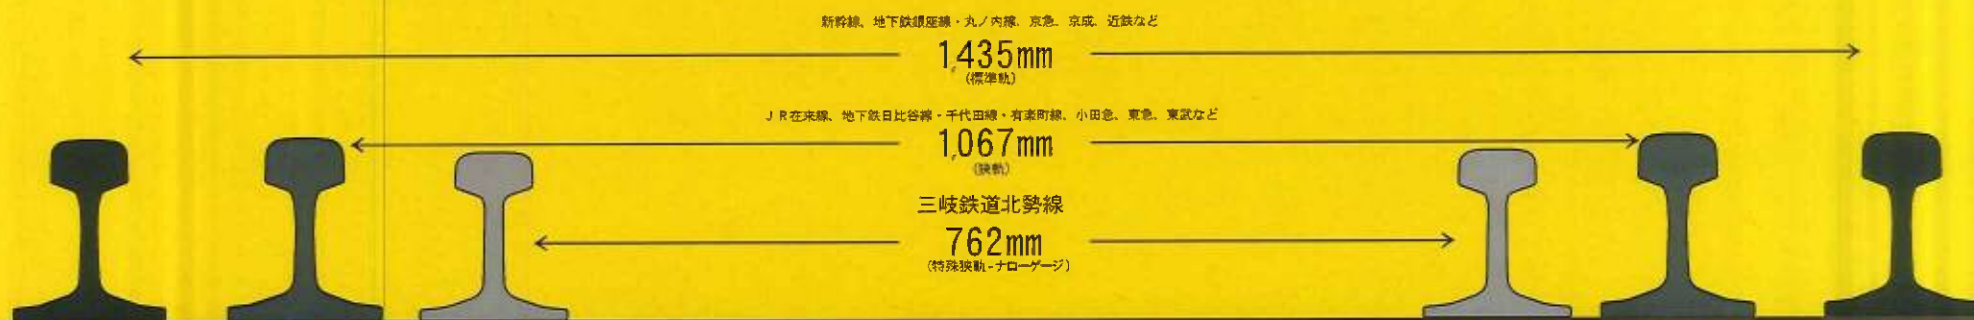 新幹線、地下鉄銀座線・丸ノ内線、京急、京成、近鉄など
1,435mm
(標準軌)
JR在来線、地下鉄日比谷線・千代田線・有楽町線、小田急、東急、東武など
1,067mm
(狭軌)
三岐鉄道北勢線
762mm
(特殊狭軌-ナローゲージ)